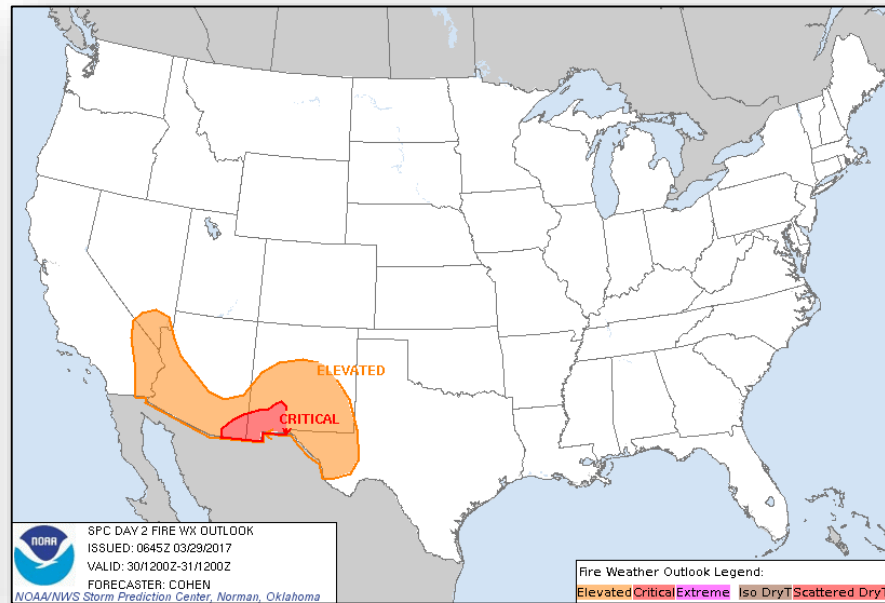 ELEVATED
CRITICAL
NOAA
SPC DAY 2 FIRE WX OUTLOOK
ISSUED: 0645Z 03/29/2017
VALID: 30/1200Z-31/1200Z
FORECASTER: COHEN
NOAA/NWS Storm Prediction Center, Norman, Oklahoma
Fire Weather Outlook Legend:
Elevated Critical Extreme Iso DryT Scattered DryT